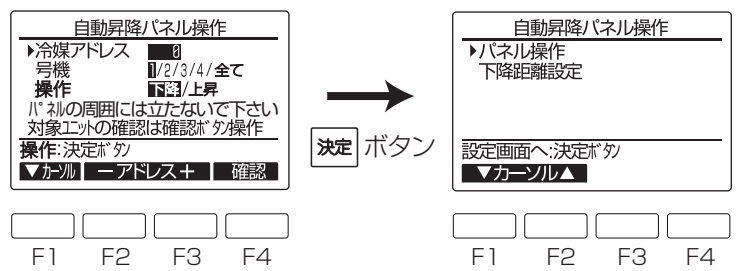 自動昇降パネル操作
▶冷媒アドレス 0
号機 1/2/3/4/全て
操作 下降/上昇
パネルの周囲には立たないで下さい
対象ユニットの確認は確認ボタン操作
操作:決定ボタン
▼カーソル －アドレス＋ 確認
F1 F2 F3 F4
決定 ボタン
自動昇降パネル操作
▶パネル操作
下降距離設定
設定画面へ:決定ボタン
▼カーソル▲
F1 F2 F3 F4